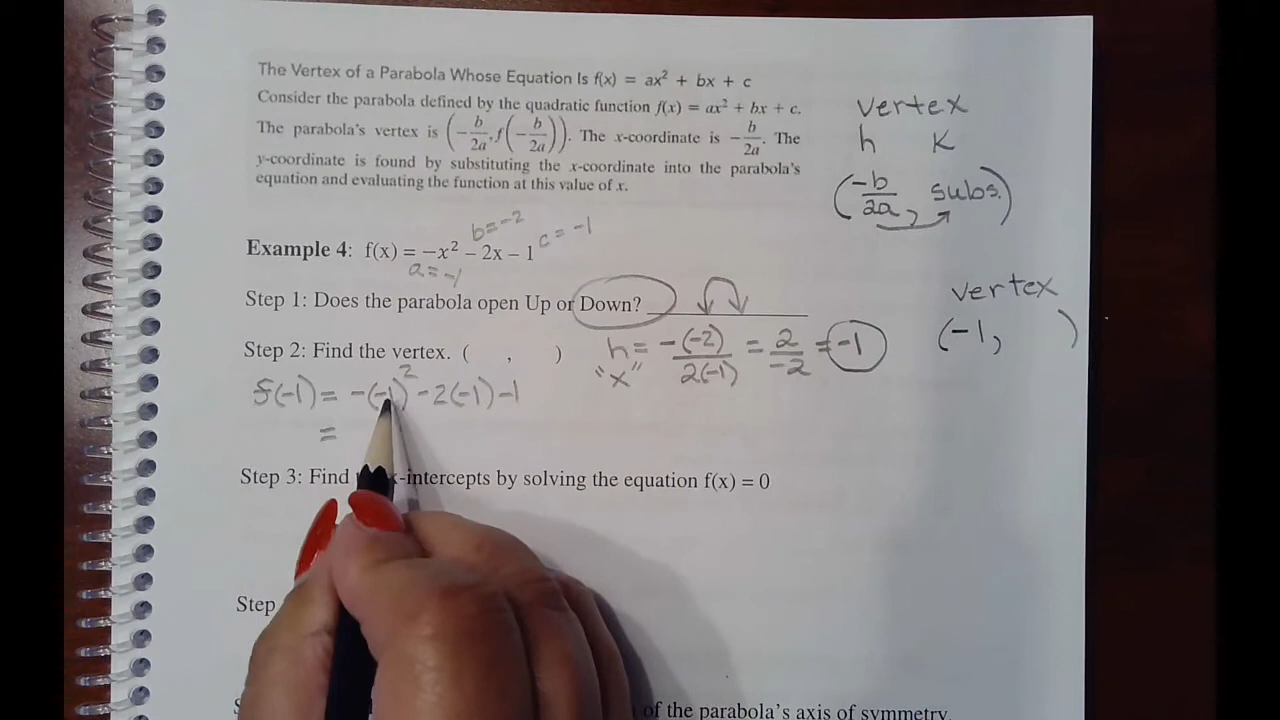 The Vertex of a Parabola Whose Equation Is f(x) = ax² + bx + c
Consider the parabola defined by the quadratic function f(x) = ax² + bx + c.
The parabola's vertex is (−b/2a, f(−b/2a)). The x-coordinate is −b/2a. The
y-coordinate is found by substituting the x-coordinate into the parabola's
equation and evaluating the function at this value of x.
vertex
h K
(-b/2a, subs.)
b=-2
c=-1
Example 4: f(x) = −x² − 2x − 1
a=-1
Step 1: Does the parabola open Up or Down?
vertex
(-1, )
Step 2: Find the vertex. ( , )
h= -(-2)/2(-1) = 2/-2 = -1
"x"
f(-1) = -(-1)² -2(-1) -1
=
Step 3: Find x-intercepts by solving the equation f(x) = 0
Step
of the parabola's axis of symmetry.